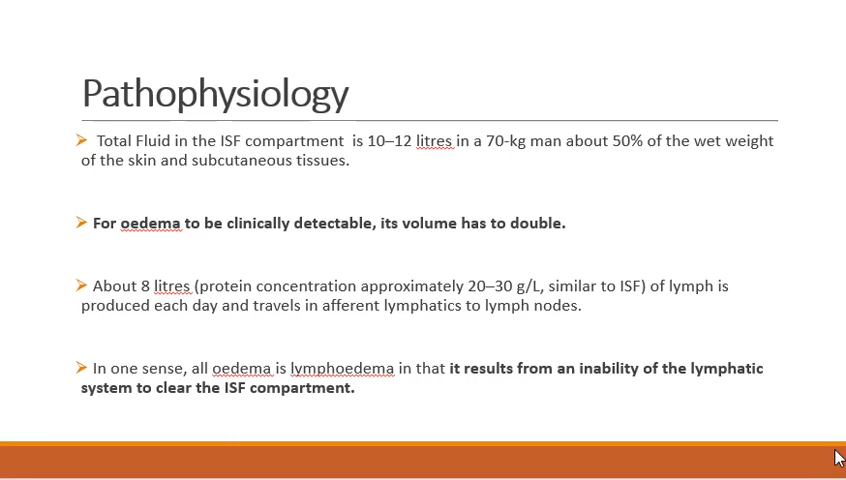 Pathophysiology
➢ Total Fluid in the ISF compartment is 10–12 litres in a 70-kg man about 50% of the wet weight
of the skin and subcutaneous tissues.
➢ For oedema to be clinically detectable, its volume has to double.
➢ About 8 litres (protein concentration approximately 20–30 g/L, similar to ISF) of lymph is
produced each day and travels in afferent lymphatics to lymph nodes.
➢ In one sense, all oedema is lymphoedema in that it results from an inability of the lymphatic
system to clear the ISF compartment.